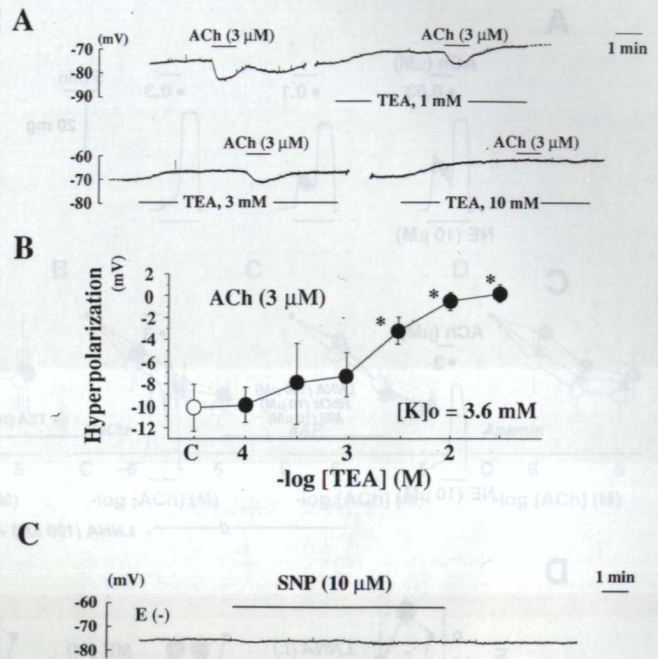 A
(mV)
ACh (3 µM)
ACh (3 µM)
1 min
-70
-80
-90
TEA, 1 mM
ACh (3 µM)
ACh (3 µM)
-60
-70
-80
TEA, 3 mM
TEA, 10 mM
B
Hyperpolarization
(mV)
2
0
-2
-4
-6
-8
-10
-12
ACh (3 µM)
*
*
*
[K]o = 3.6 mM
C
4
3
2
-log [TEA] (M)
C
(mV)
SNP (10 µM)
1 min
-60
-70
-80
E (-)